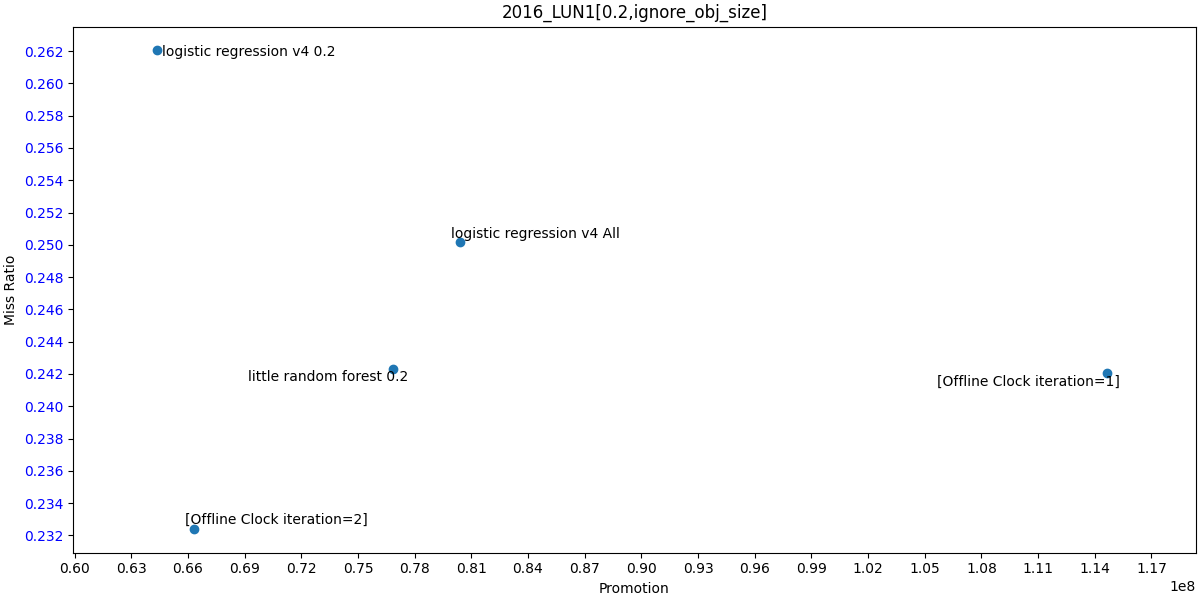 2016_LUN1[0.2,ignore_obj_size]
0.262
0.260
0.258
0.256
0.254
0.252
0.250
0.248
0.246
0.244
0.242
0.240
0.238
0.236
0.234
0.232
Miss Ratio
logistic regression v4 0.2
logistic regression v4 All
little random forest 0.2
[Offline Clock iteration=1]
[Offline Clock iteration=2]
0.60 0.63 0.66 0.69 0.72 0.75 0.78 0.81 0.84 0.87 0.90 0.93 0.96 0.99 1.02 1.05 1.08 1.11 1.14 1.17
Promotion
1e8